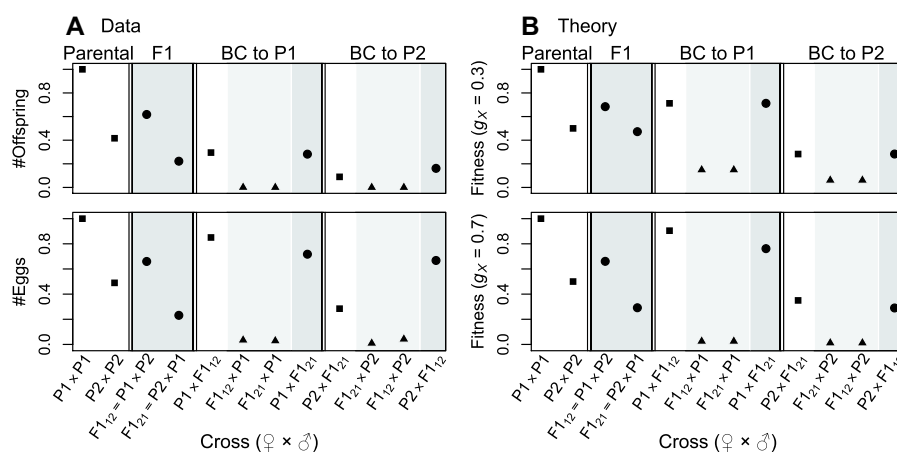 A Data
Parental F1 BC to P1 BC to P2
#Offspring
0.0 0.4 0.8
#Eggs
0.0 0.4 0.8
P1 x P1
P2 x P2
F1₁₂ = P1 x P2
F1₂₁ = P2 x P1
P1 x F1₁₂
F1₁₂ x P1
F1₂₁ x P1
P1 x F1₂₁
P2 x F1₂₁
F1₂₁ x P2
F1₁₂ x P2
P2 x F1₁₂
Cross (♀ × ♂)
B Theory
Parental F1 BC to P1 BC to P2
Fitness (gₓ = 0.3)
0.0 0.4 0.8
Fitness (gₓ = 0.7)
0.0 0.4 0.8
P1 x P1
P2 x P2
F1₁₂ = P1 x P2
F1₂₁ = P2 x P1
P1 x F1₁₂
F1₁₂ x P1
F1₂₁ x P1
P1 x F1₂₁
P2 x F1₂₁
F1₂₁ x P2
F1₁₂ x P2
P2 x F1₁
Cross (♀ × ♂)